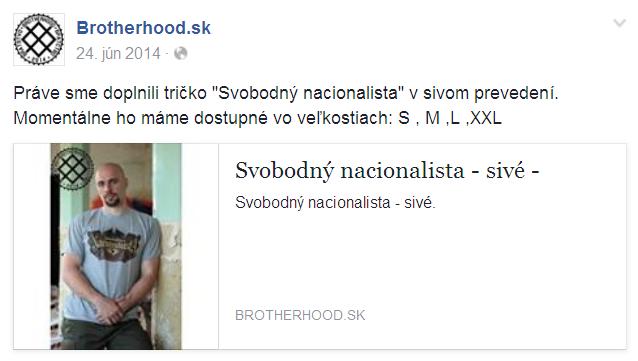 Brotherhood.sk
24. jún 2014
Práve sme doplnili tričko "Svobodný nacionalista" v sivom prevedení.
Momentálne ho máme dostupné vo veľkostiach: S , M ,L ,XXL
Svobodný nacionalista - sivé -
Svobodný nacionalista - sivé.
BROTHERHOOD.SK